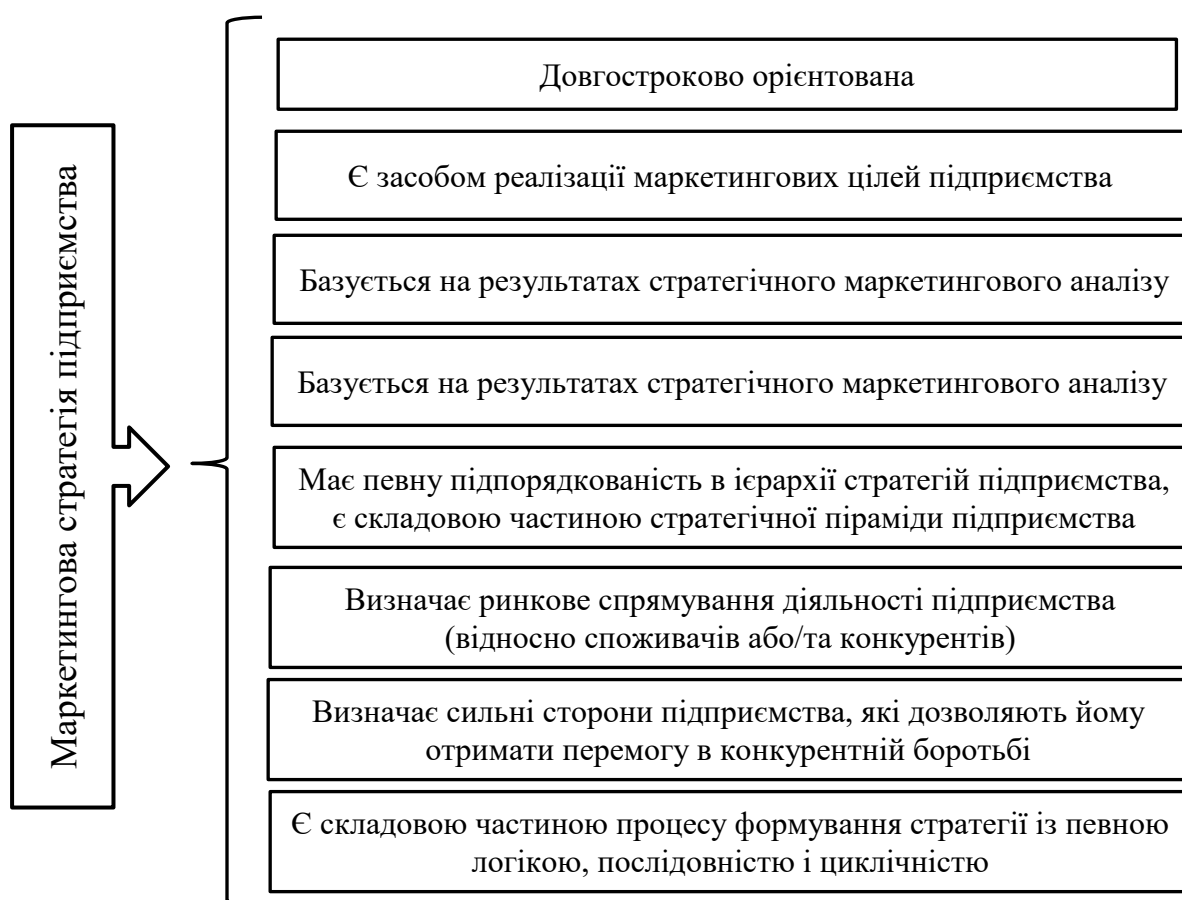 Маркетингова стратегія підприємства
Довгостроково орієнтована
Є засобом реалізації маркетингових цілей підприємства
Базується на результатах стратегічного маркетингового аналізу
Базується на результатах стратегічного маркетингового аналізу
Має певну підпорядкованість в ієрархії стратегій підприємства,
є складовою частиною стратегічної піраміди підприємства
Визначає ринкове спрямування діяльності підприємства
(відносно споживачів або/та конкурентів)
Визначає сильні сторони підприємства, які дозволяють йому
отримати перемогу в конкурентній боротьбі
Є складовою частиною процесу формування стратегії із певною
логікою, послідовністю і циклічністю